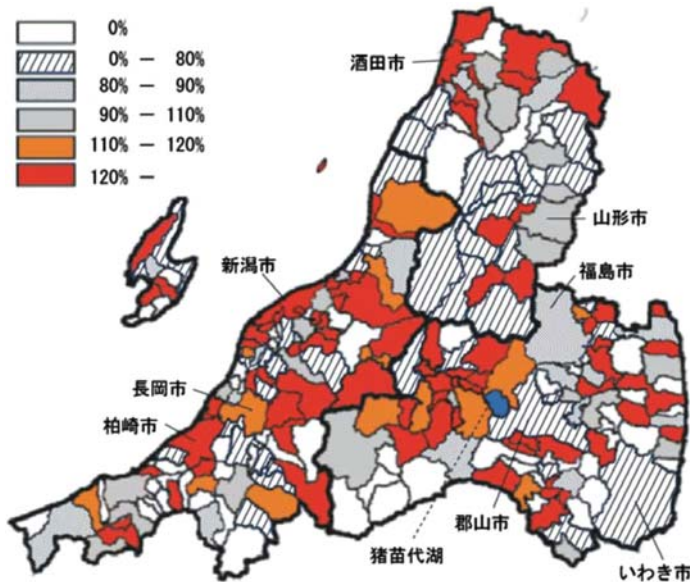 0%
0% - 80%
80% - 90%
90% - 110%
110% - 120%
120% -
酒田市
山形市
新潟市
福島市
長岡市
柏崎市
郡山市
猪苗代湖
いわき市